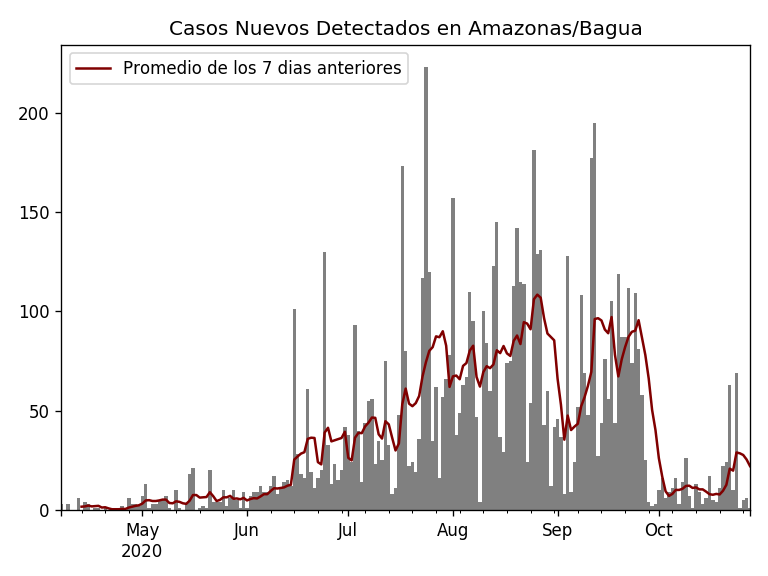 Casos Nuevos Detectados en Amazonas/Bagua
Promedio de los 7 dias anteriores
200
150
100
50
0
May Jun Jul Aug Sep Oct
2020